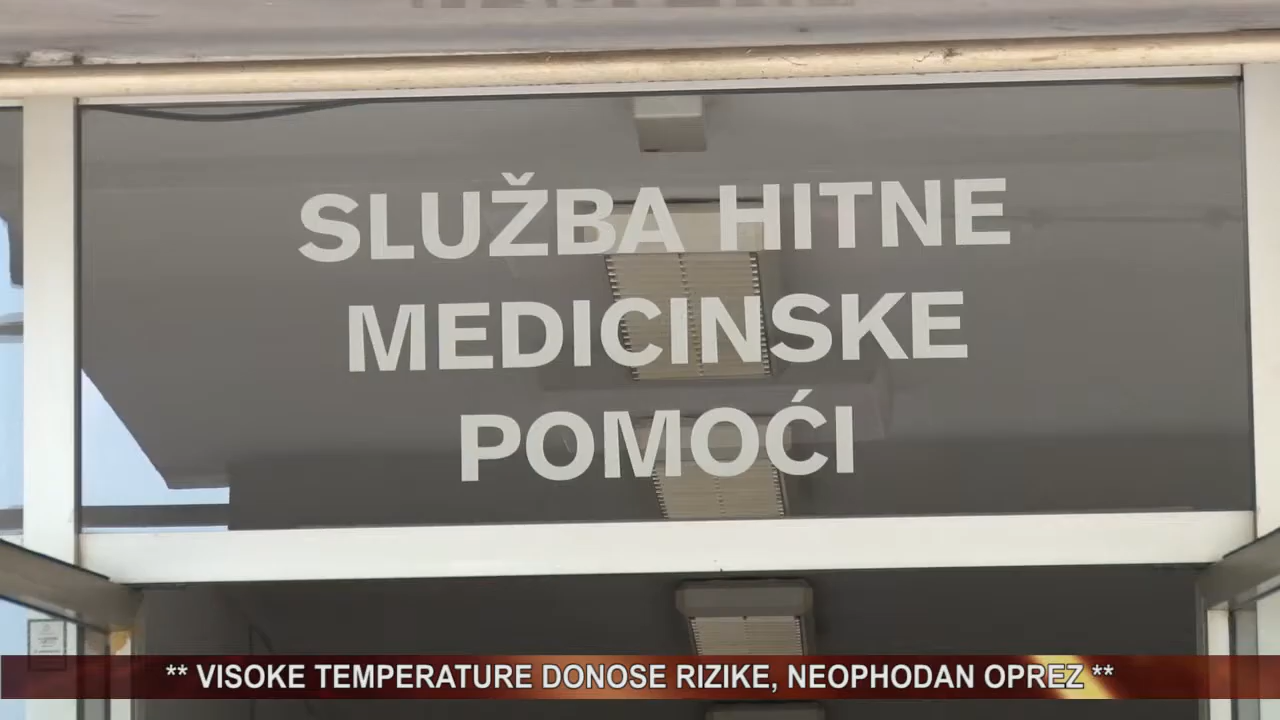 SLUŽBA HITNE
MEDICINSKE
POMOĆI
** VISOKE TEMPERATURE DONOSE RIZIKE, NEOPHODAN OPREZ **